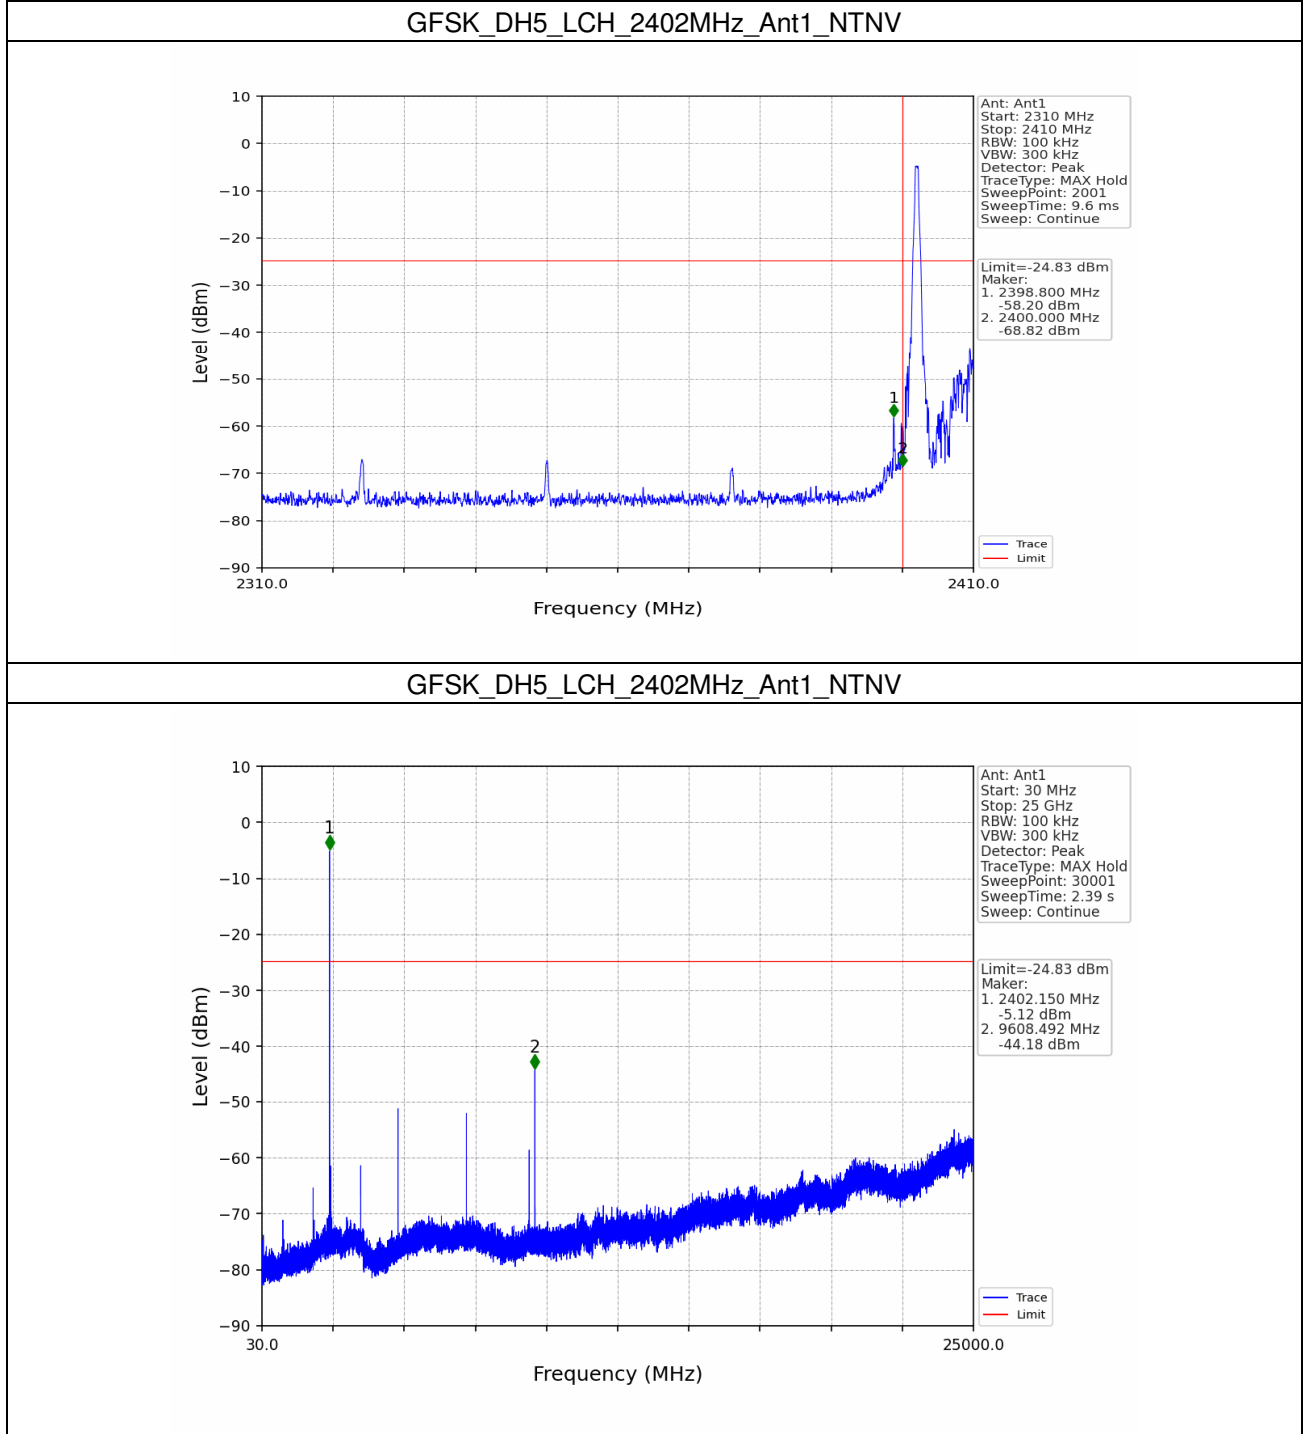 GFSK_DH5_LCH_2402MHz_Ant1_NTNV
10
0
−10
−20
−30
−40
−50
−60
−70
−80
−90
Level (dBm)
2310.0
2410.0
Frequency (MHz)
1
2
Ant: Ant1
Start: 2310 MHz
Stop: 2410 MHz
RBW: 100 kHz
VBW: 300 kHz
Detector: Peak
TraceType: MAX Hold
SweepPoint: 2001
SweepTime: 9.6 ms
Sweep: Continue
Limit=-24.83 dBm
Maker:
1. 2398.800 MHz
-58.20 dBm
2. 2400.000 MHz
-68.82 dBm
Trace
Limit
GFSK_DH5_LCH_2402MHz_Ant1_NTNV
10
0
−10
−20
−30
−40
−50
−60
−70
−80
−90
Level (dBm)
30.0
25000.0
Frequency (MHz)
1
2
Ant: Ant1
Start: 30 MHz
Stop: 25 GHz
RBW: 100 kHz
VBW: 300 kHz
Detector: Peak
TraceType: MAX Hold
SweepPoint: 30001
SweepTime: 2.39 s
Sweep: Continue
Limit=-24.83 dBm
Maker:
1. 2402.150 MHz
-5.12 dBm
2. 9608.492 MHz
-44.18 dBm
Trace
Limit